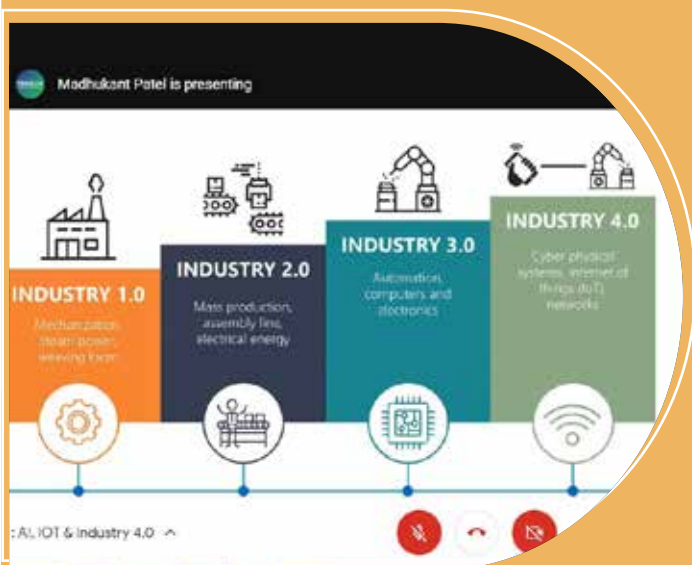 Madhukant Patel is presenting
INDUSTRY 1.0
Mechanization,
steam power,
weaving loom
INDUSTRY 2.0
Mass production,
assembly line,
electrical energy
INDUSTRY 3.0
Automation,
computers and
electronics
INDUSTRY 4.0
Cyber physical
systems, internet of
things (IoT),
networks
: AI, IOT & Industry 4.0